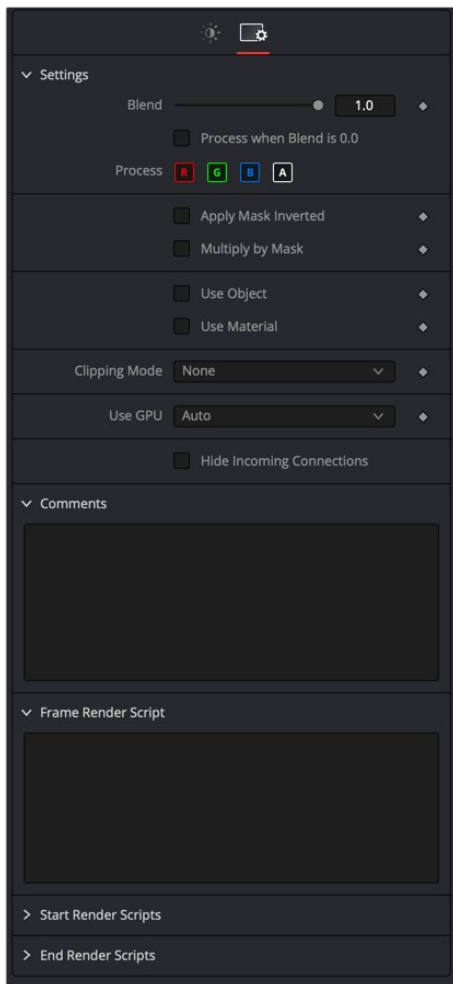 Settings
Blend 1.0
Process when Blend is 0.0
Process R G B A
Apply Mask Inverted
Multiply by Mask
Use Object
Use Material
Clipping Mode None
Use GPU Auto
Hide Incoming Connections
Comments
Frame Render Script
Start Render Scripts
End Render Scripts